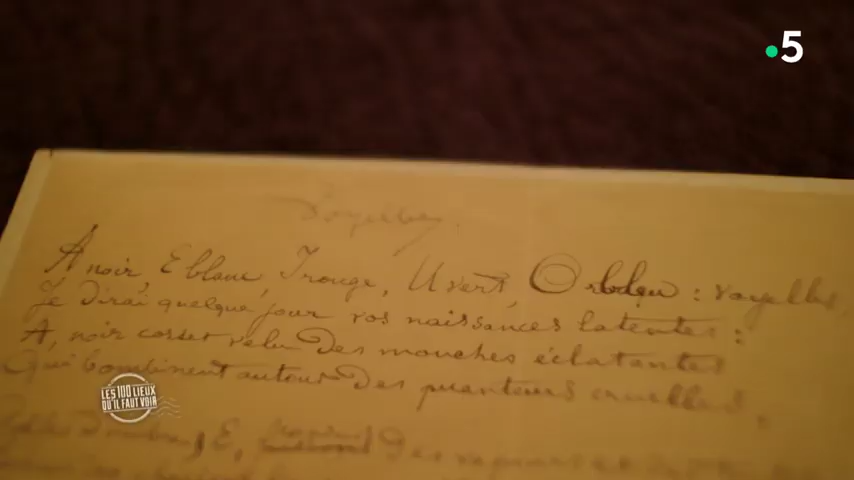 5
Voyelles.
A noir, E blanc, I rouge, U vert, O bleu : voyelles,
Je dirai quelque jour vos naissances latentes :
A, noir corset velu des mouches éclatantes
Qui bombinent autour des puanteurs cruelles,
LES 100 LIEUX
QU'IL FAUT VOIR
Golfes d'ombre ; E, des